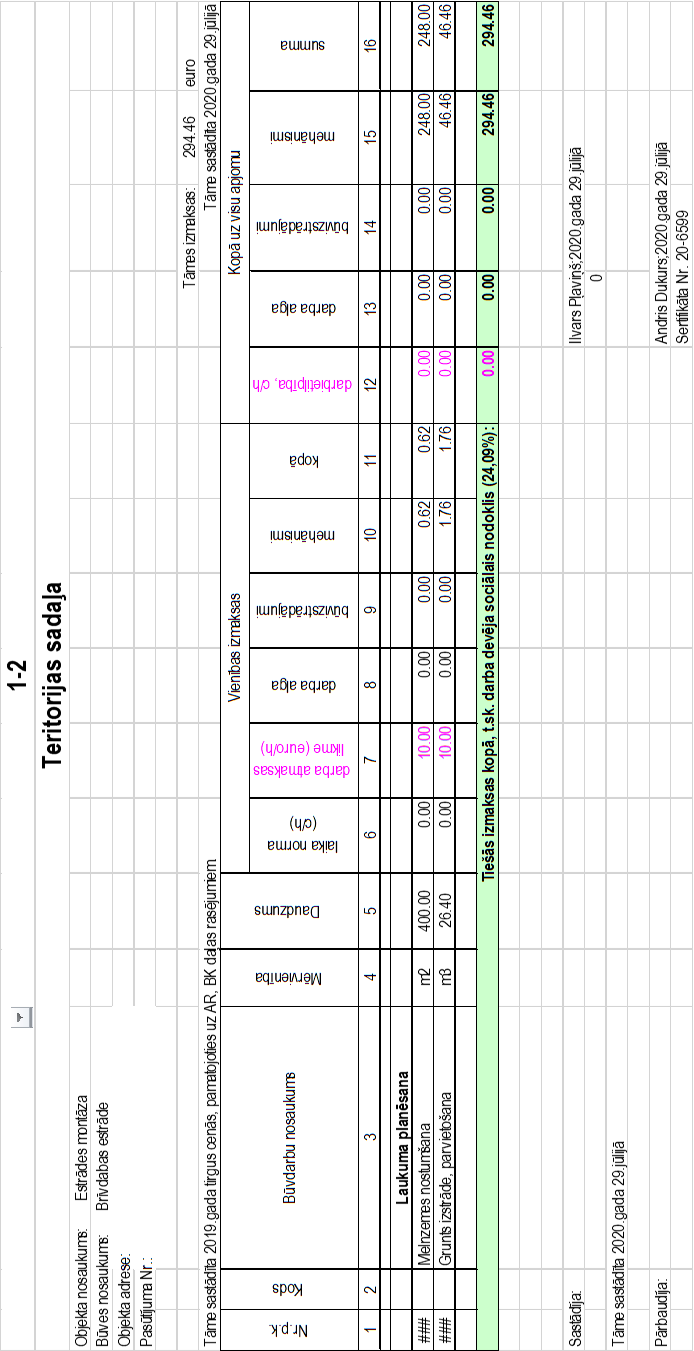 1-2
Teritorijas sadaļa
Objekta nosaukums: Estrādes montāža
Būves nosaukums: Brīvdabas estrāde
Objekta adrese:
Pasūtījuma Nr.:
Tāmes izmaksas: 294.46 euro
Tāme sastādīta 2019.gada tirgus cenās, pamatojoties uz AR, BK daļas rasējumiem Tāme sastādīta 2020.gada 29.jūlijā
Nr.p.k. Kods Būvdarbu nosaukums Mērvienība Daudzums Vienības izmaksas Kopā uz visu apjomu
laika norma (c/h) darba atmaksas likme (euro/h) darba alga būvizstrādājumi mehānismi kopā darbietilpība, c/h darba alga būvizstrādājumi mehānismi summa
1 2 3 4 5 6 7 8 9 10 11 12 13 14 15 16
Laukuma planēšana
### Melnzemes nostumšana m2 400.00 0.00 10.00 0.00 0.00 0.62 0.62 0.00 0.00 0.00 248.00 248.00
### Grunts izstrāde, parvietošana m3 26.40 0.00 10.00 0.00 0.00 1.76 1.76 0.00 0.00 0.00 46.46 46.46
Tiešās izmaksas kopā, t.sk. darba devēja sociālais nodoklis (24,09%): 0.00 0.00 0.00 294.46 294.46
Sastādīja: Ilvars Pļaviņš;2020.gada 29.jūlijā
0
Tāme sastādīta 2020.gada 29.jūlijā
Pārbaudīja: Andris Dukurs;2020.gada 29.jūlijā
Sertifikāta Nr. 20-6599